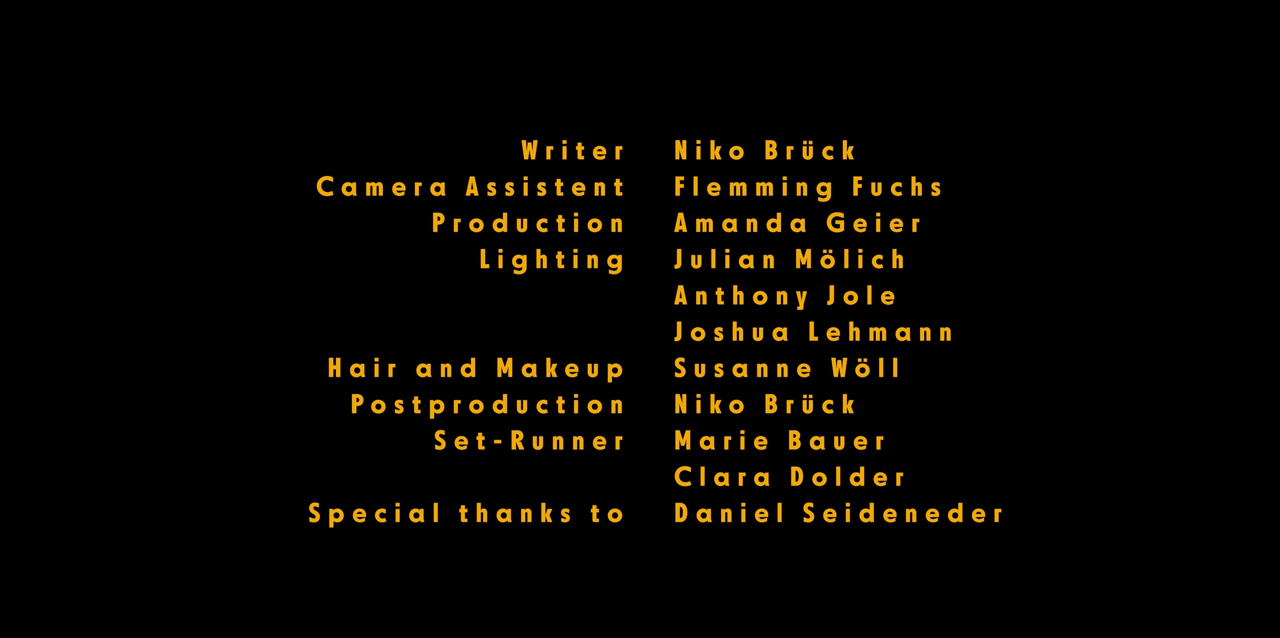 Writer Niko Brück
Camera Assistent Flemming Fuchs
Production Amanda Geier
Lighting Julian Mölich
Anthony Jole
Joshua Lehmann
Hair and Makeup Susanne Wöll
Postproduction Niko Brück
Set-Runner Marie Bauer
Clara Dolder
Special thanks to Daniel Seideneder